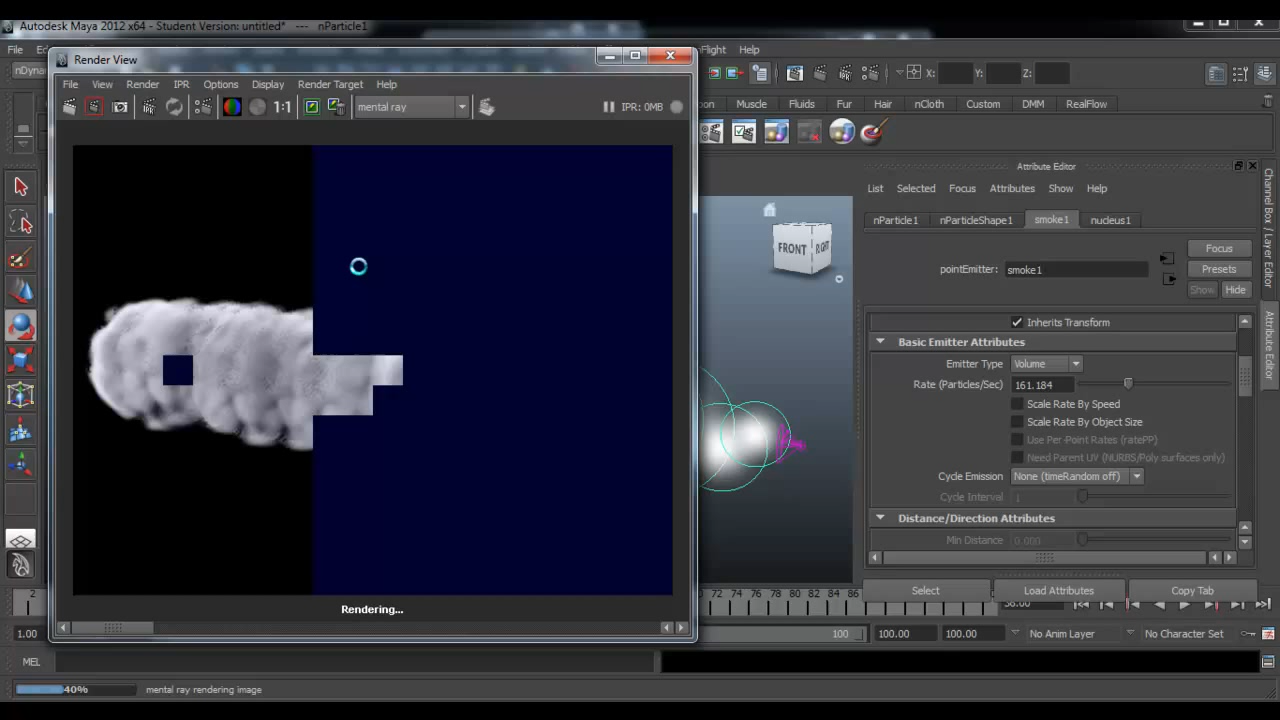 Autodesk Maya 2012 x64 - Student Version: untitled* --- nParticle1
File
Flight Help
Render View
File View Render IPR Options Display Render Target Help
1:1 mental ray IPR: 0MB
X: Y: Z:
Muscle Fluids Fur Hair nCloth Custom DMM RealFlow
Attribute Editor
List Selected Focus Attributes Show Help
nParticle1 nParticleShape1 smoke1 nucleus1
Focus
pointEmitter: smoke1 Presets
Show Hide
FRONT RIGHT
Inherits Transform
Basic Emitter Attributes
Emitter Type Volume
Rate (Particles/Sec) 161.184
Scale Rate By Speed
Scale Rate By Object Size
Use Per-Point Rates (ratePP)
Need Parent UV (NURBS/Poly surfaces only)
Cycle Emission None (timeRandom off)
Cycle Interval 1
Distance/Direction Attributes
Min Distance 0.000
Select Load Attributes Copy Tab
Channel Box / Layer Editor
Attribute Editor
Rendering...
2 72 74 76 78 80 82 84 86
1.00 100 100.00 100.00 No Anim Layer No Character Set
MEL
40% mental ray rendering image